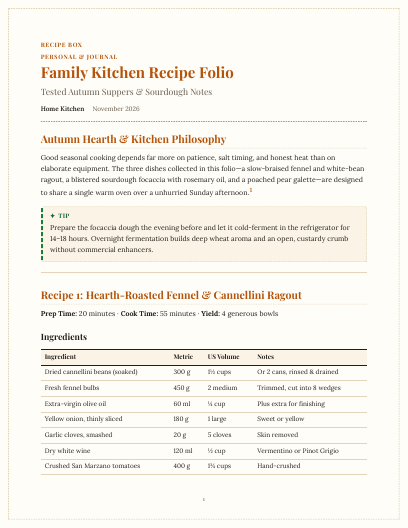 RECIPE BOX
PERSONAL & JOURNAL
Family Kitchen Recipe Folio
Tested Autumn Suppers & Sourdough Notes
Home Kitchen November 2026
Autumn Hearth & Kitchen Philosophy
Good seasonal cooking depends far more on patience, salt timing, and honest heat than on
elaborate equipment. The three dishes collected in this folio—a slow-braised fennel and white-bean
ragout, a blistered sourdough focaccia with rosemary oil, and a poached pear galette—are designed
to share a single warm oven over a unhurried Sunday afternoon.
✦ TIP
Prepare the focaccia dough the evening before and let it cold-ferment in the refrigerator for
14–18 hours. Overnight fermentation builds deep wheat aroma and an open, custardy crumb
without commercial enhancers.
Recipe 1: Hearth-Roasted Fennel & Cannellini Ragout
Prep Time: 20 minutes · Cook Time: 55 minutes · Yield: 4 generous bowls
Ingredients
Ingredient Metric US Volume Notes
Dried cannellini beans (soaked) 300 g 1½ cups Or 2 cans, rinsed & drained
Fresh fennel bulbs 450 g 2 medium Trimmed, cut into 8 wedges
Extra-virgin olive oil 60 ml ¼ cup Plus extra for finishing
Yellow onion, thinly sliced 180 g 1 large Sweet or yellow
Garlic cloves, smashed 20 g 5 cloves Skin removed
Dry white wine 120 ml ½ cup Vermentino or Pinot Grigio
Crushed San Marzano tomatoes 400 g cups Hand-crushed